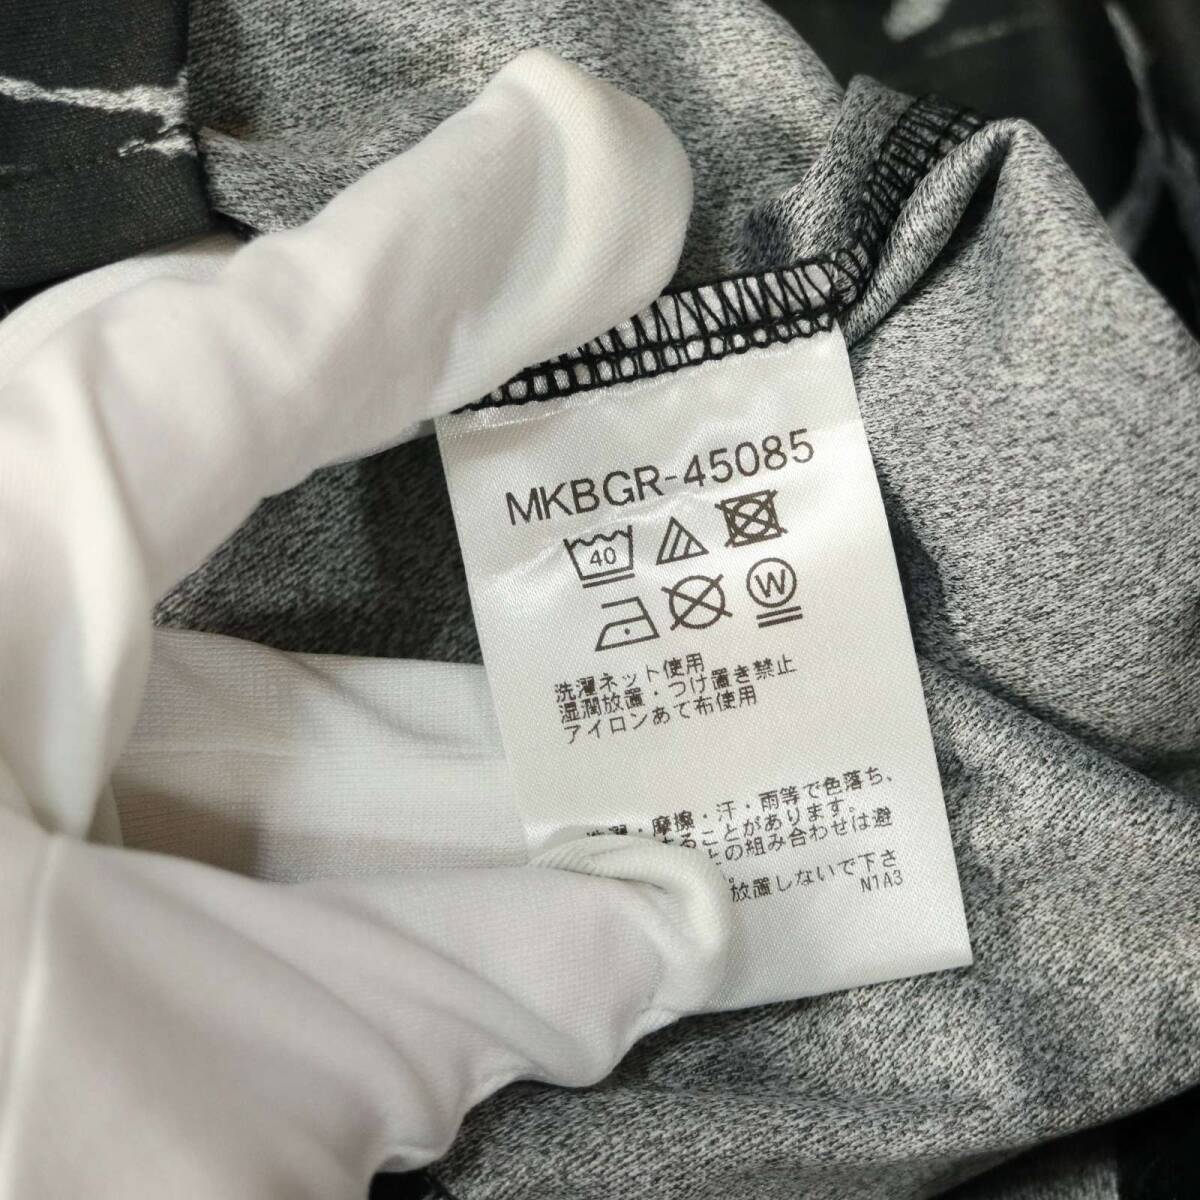 MKBGR-45085
40
W
洗濯ネット使用
湿潤放置・つけ置き禁止
アイロンあて布使用
・摩擦・汗・雨等で色落ち、
ることがあります。
との組み合わせは避
放置しないで下さ
N1A3